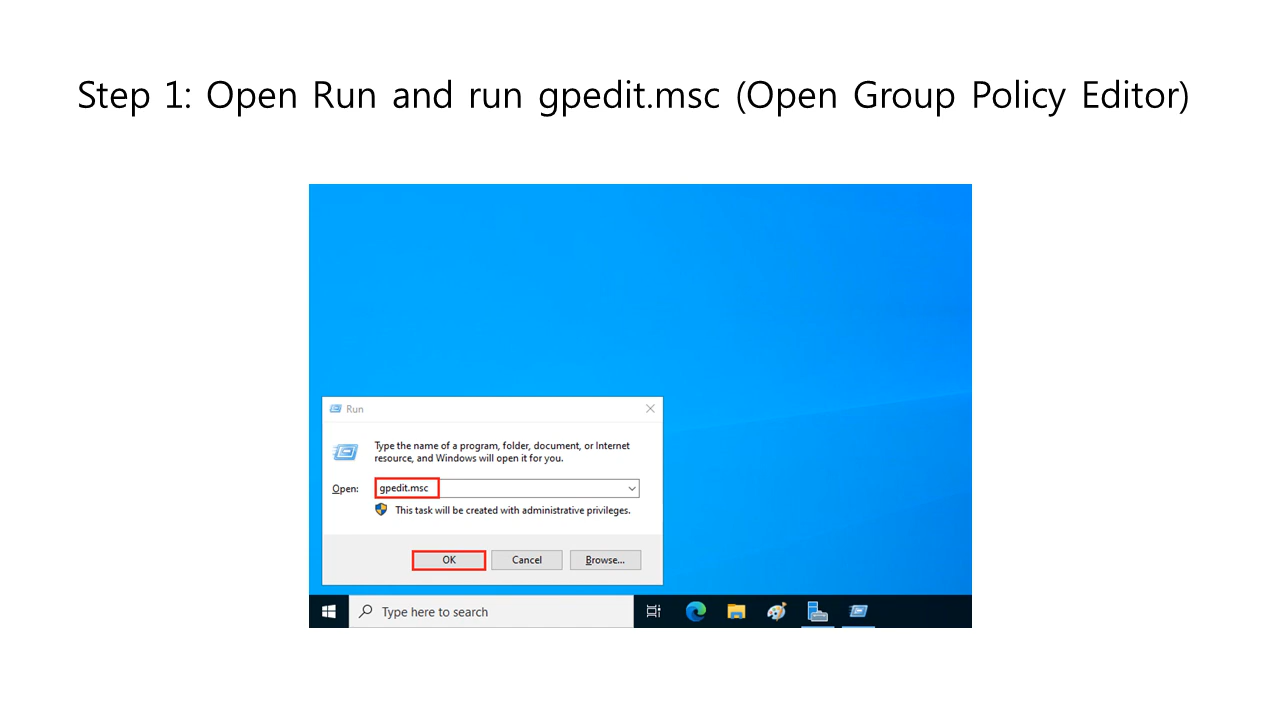 Step 1: Open Run and run gpedit.msc (Open Group Policy Editor)
Run
Type the name of a program, folder, document, or Internet
resource, and Windows will open it for you.
Open: gpedit.msc
This task will be created with administrative privileges.
OK Cancel Browse...
Type here to search